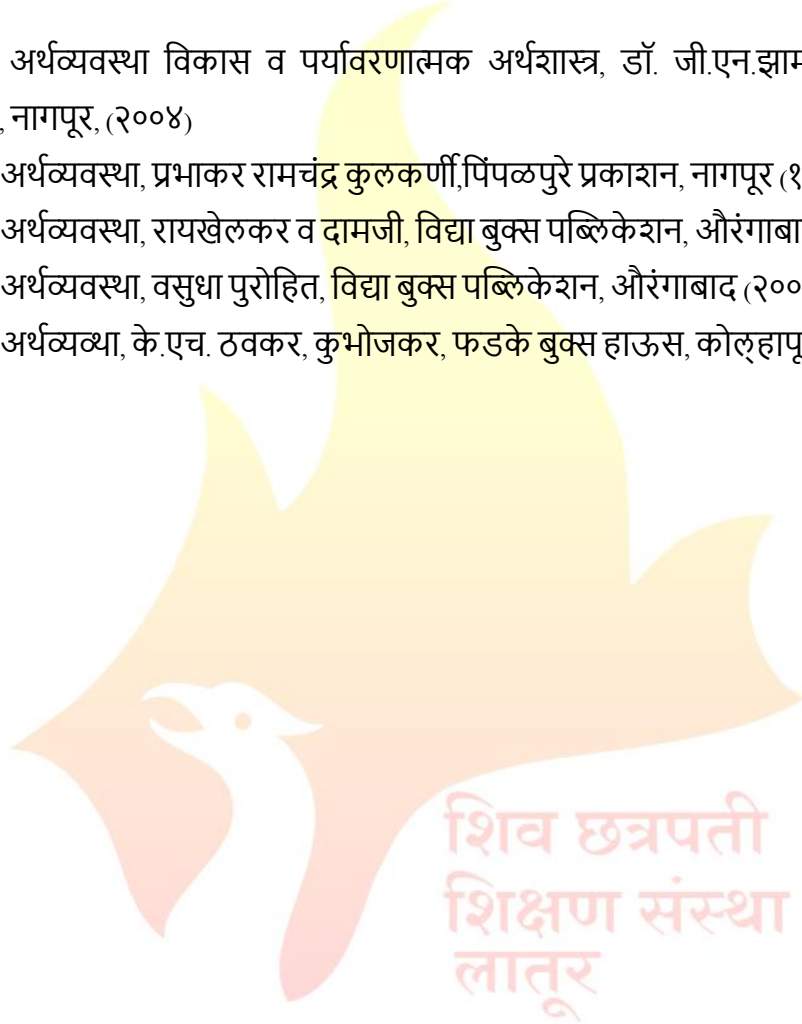 अर्थव्यवस्था विकास व पर्यावरणात्मक अर्थशास्त्र, डॉ. जी.एन.झाम
, नागपूर, (२००४)
अर्थव्यवस्था, प्रभाकर रामचंद्र कुलकर्णी,पिंपळपुरे प्रकाशन, नागपूर (१
अर्थव्यवस्था, रायखेलकर व दामजी, विद्या बुक्स पब्लिकेशन, औरंगाबा
अर्थव्यवस्था, वसुधा पुरोहित, विद्या बुक्स पब्लिकेशन, औरंगाबाद (२००
अर्थव्यव्था, के.एच. ठवकर, कुभोजकर, फडके बुक्स हाऊस, कोल्हापू
शिव छत्रपती
शिक्षण संस्था
लातूर